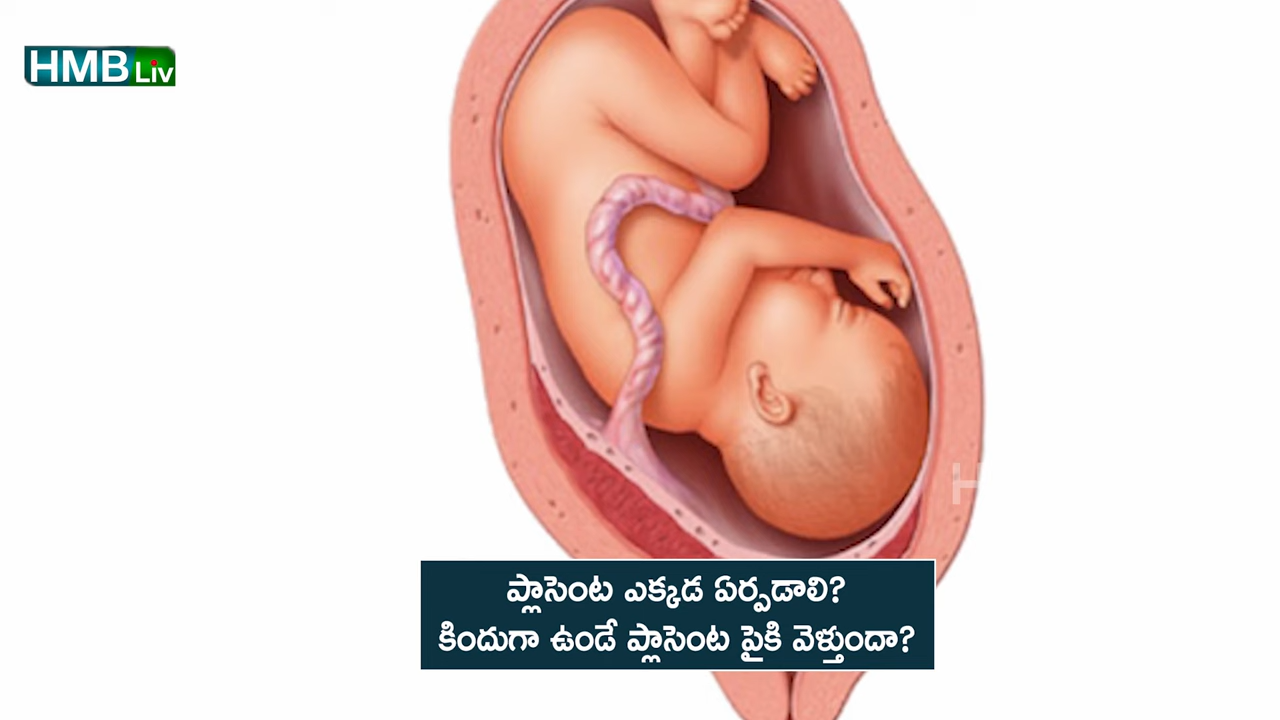 HMB Liv
H
ప్లాసెంట ఎక్కడ ఏర్పడాలి?
కిందుగా ఉండే ప్లాసెంట పైకి వెళ్తుందా?